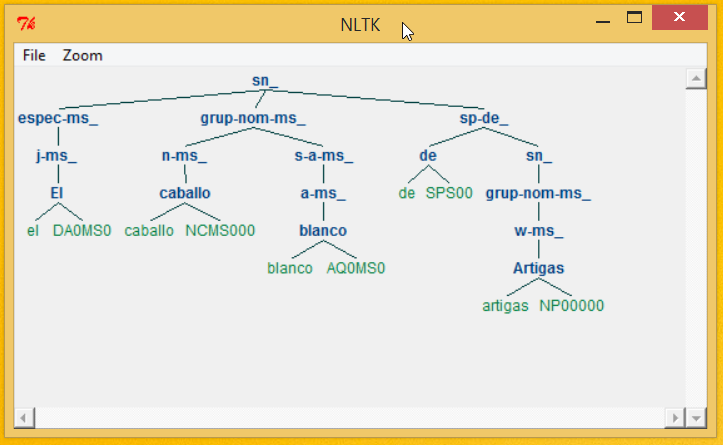 Tk NLTK
File Zoom
sn_
espec-ms_ grup-nom-ms_ sp-de_
j-ms_ n-ms_ s-a-ms_ de sn_
El caballo a-ms_ de SPS00 grup-nom-ms_
el DA0MS0 caballo NCMS000 blanco w-ms_
blanco AQ0MS0 Artigas
artigas NP00000